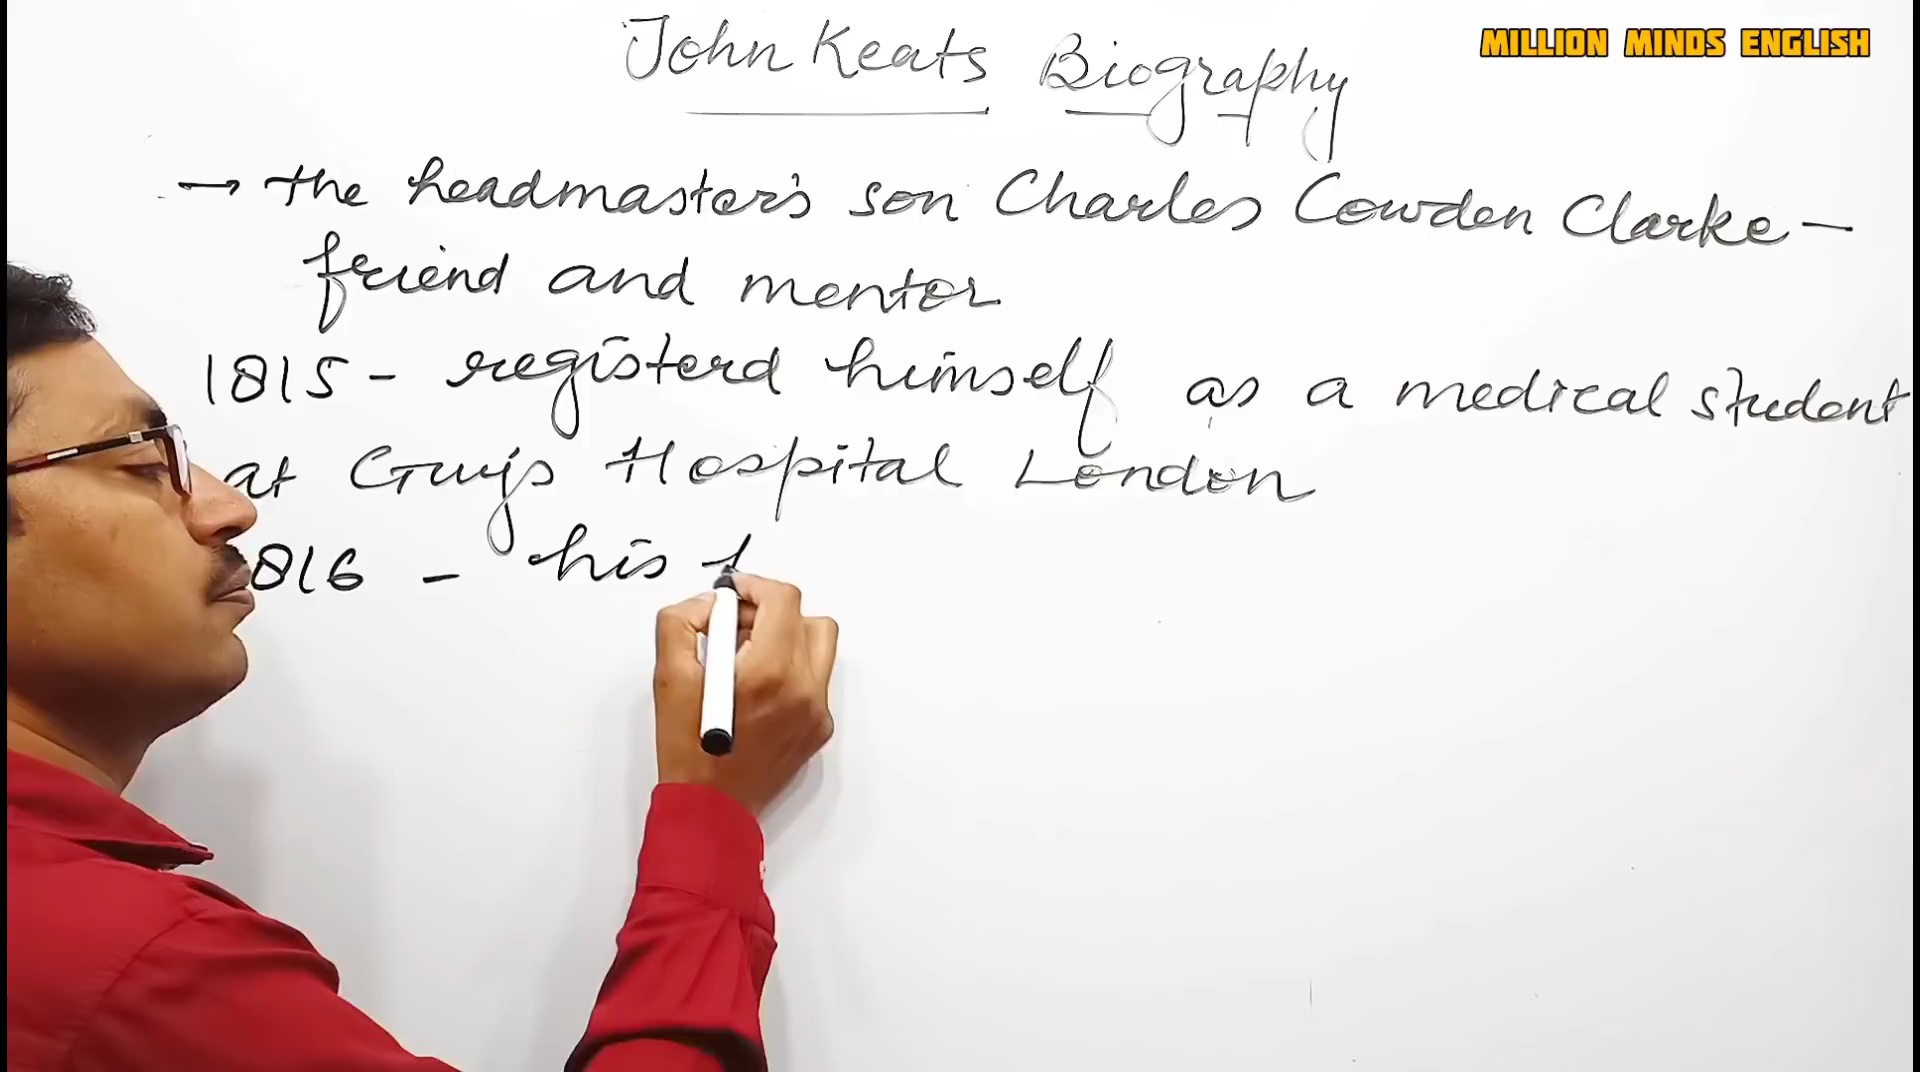 John Keats Biography
MILLION MINDS ENGLISH
→ the headmaster's son Charles Cowden Clarke –
friend and mentor
1815 - registerd himself as a medical student
at Guy's Hospital London
816 - his